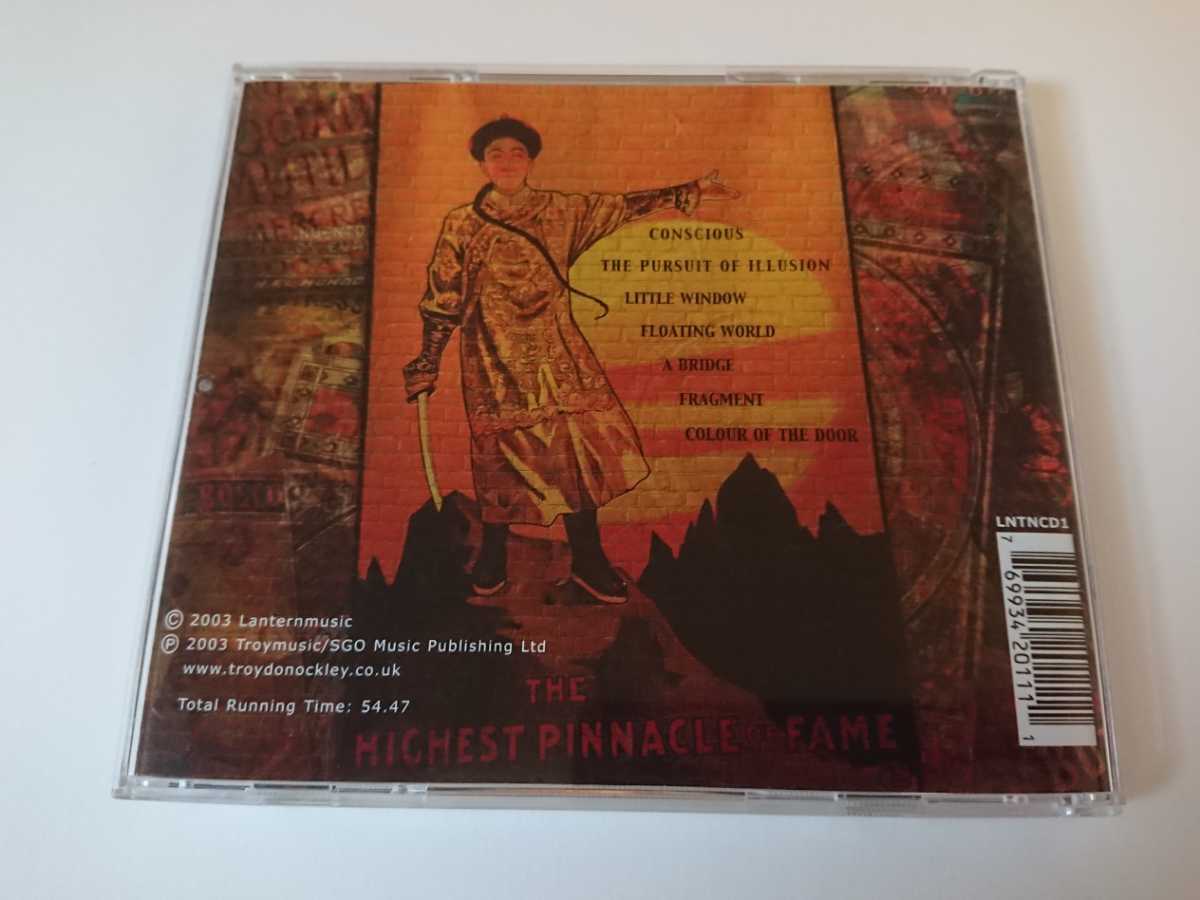 CONSCIOUS
THE PURSUIT OF ILLUSION
LITTLE WINDOW
FLOATING WORLD
A BRIDGE
FRAGMENT
COLOUR OF THE DOOR
LNTNCD1
7 69934 20111 1
© 2003 Lanternmusic
℗ 2003 Troymusic/SGO Music Publishing Ltd
www.troydonockley.co.uk
Total Running Time: 54.47
THE
HIGHEST PINNACLE OF FAME